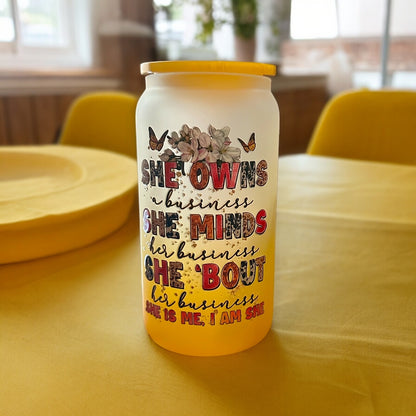 SHE OWNS
a business
SHE MINDS
her business
SHE 'BOUT
her business
SHE IS ME, I AM SHE